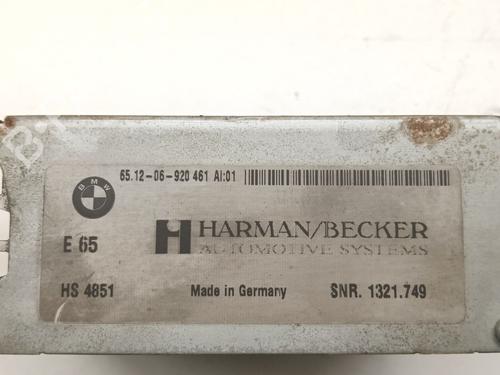 BMW
65.12-06-920 461 AI:01
E 65
HARMAN/BECKER
AUTOMOTIVE SYSTEMS
HS 4851
Made in Germany
SNR. 1321.749